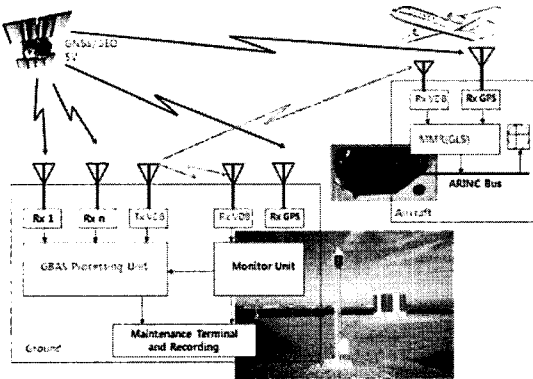 GNSS/GEO
SV
Rx VDB
Rx GPS
MMR(GLS)
ARINC Bus
Aircraft
Rx 1
Rx n
Tx VDB
Rx VDB
Rx GPS
GBAS Processing Unit
Monitor Unit
Maintenance Terminal
and Recording
Ground